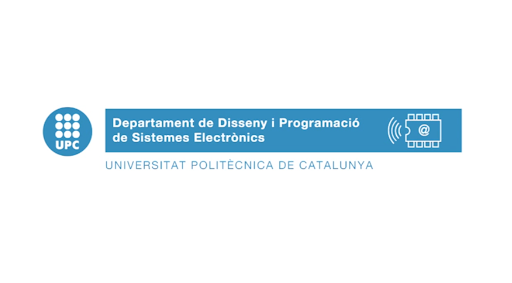 UPC
Departament de Disseny i Programació
de Sistemes Electrònics
@
UNIVERSITAT POLITÈCNICA DE CATALUNYA